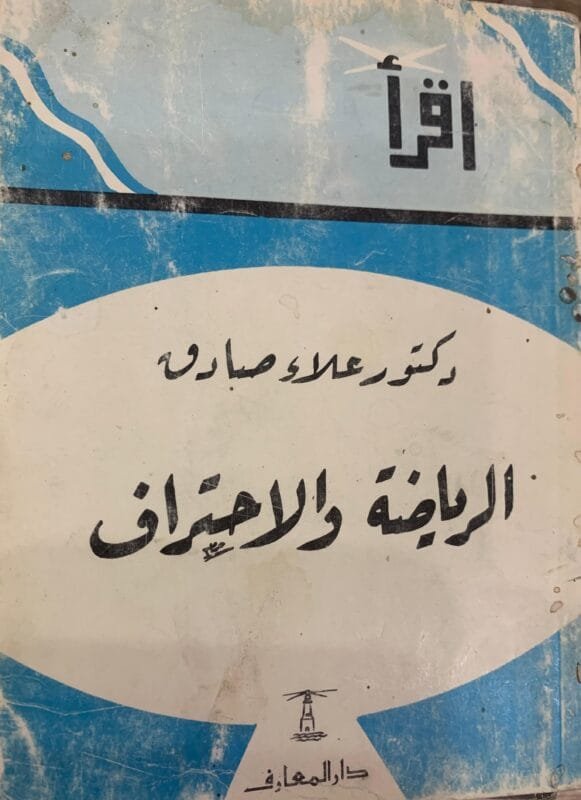 اقرأ
دكتور علاء صادق
الرياضة والاحتراف
دار المعارف